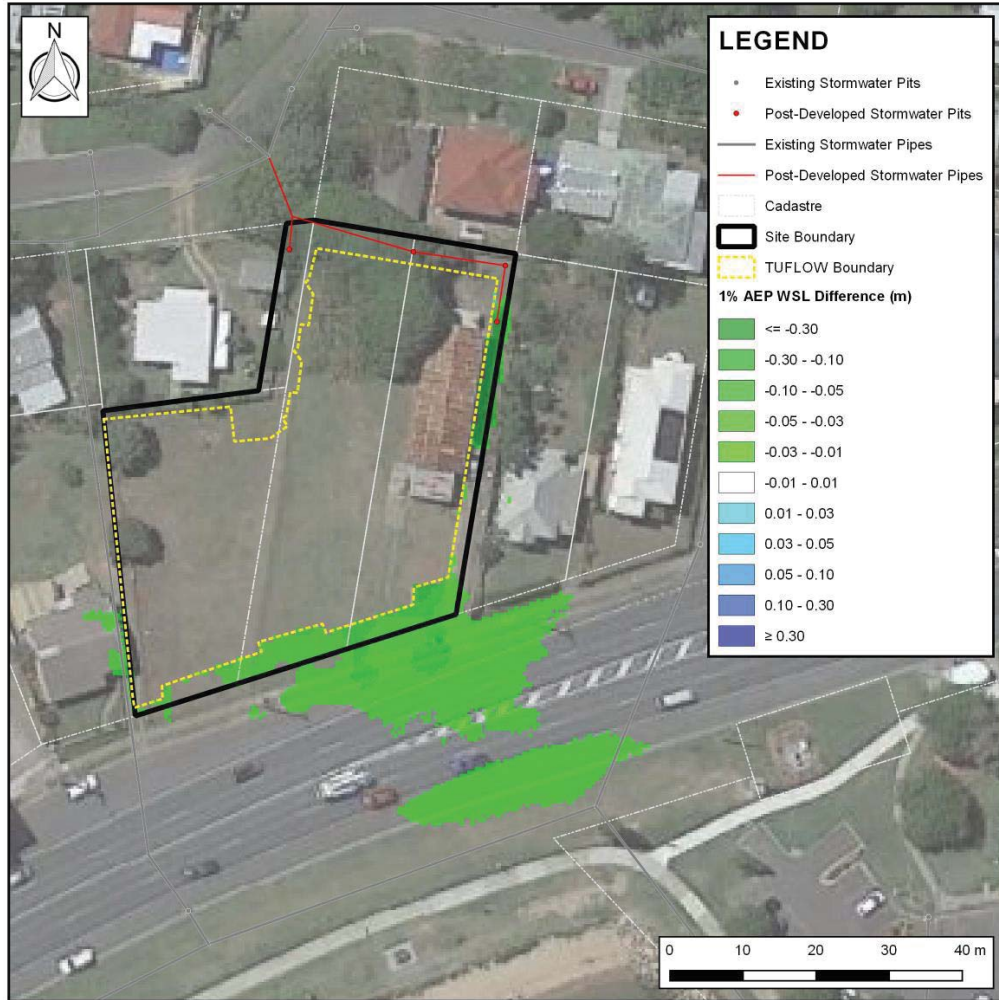 N
LEGEND
Existing Stormwater Pits
Post-Developed Stormwater Pits
Existing Stormwater Pipes
Post-Developed Stormwater Pipes
Cadastre
Site Boundary
TUFLOW Boundary
1% AEP WSL Difference (m)
<= -0.30
-0.30 - -0.10
-0.10 - -0.05
-0.05 - -0.03
-0.03 - -0.01
-0.01 - 0.01
0.01 - 0.03
0.03 - 0.05
0.05 - 0.10
0.10 - 0.30
≥ 0.30
0 10 20 30 40 m